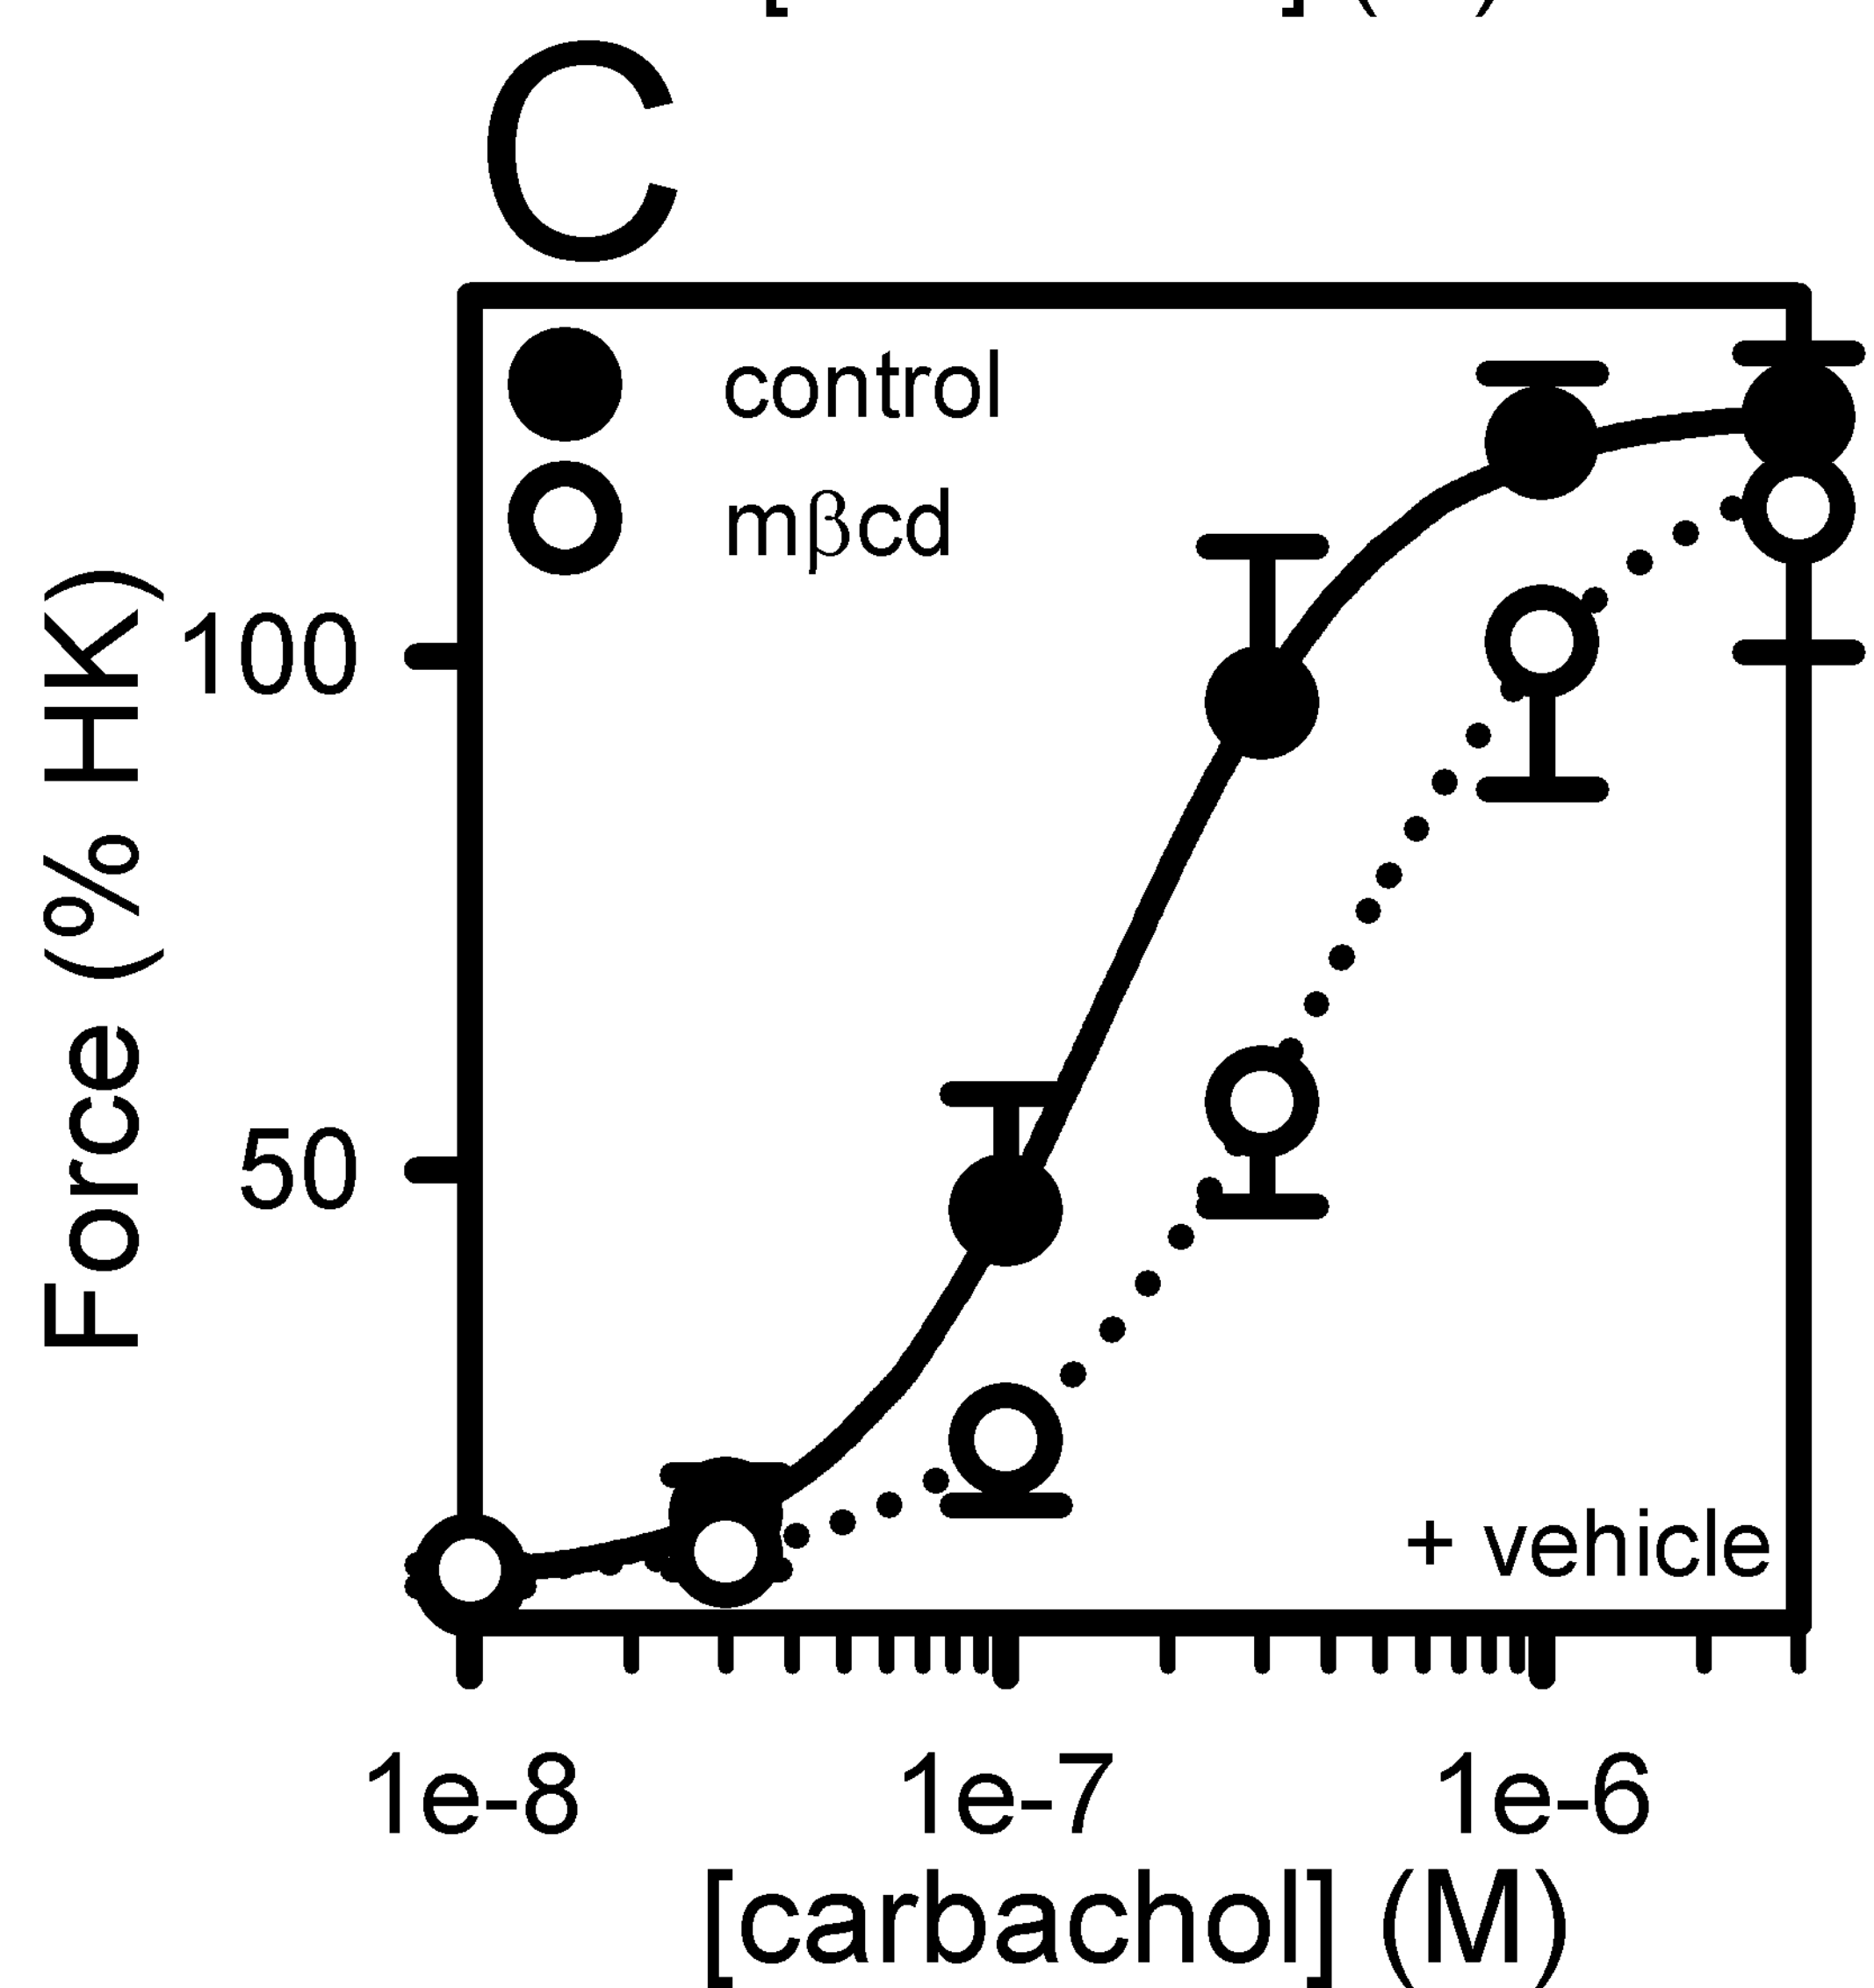 C
control
mβcd
Force (% HK)
100
50
+ vehicle
1e-8 1e-7 1e-6
[carbachol] (M)